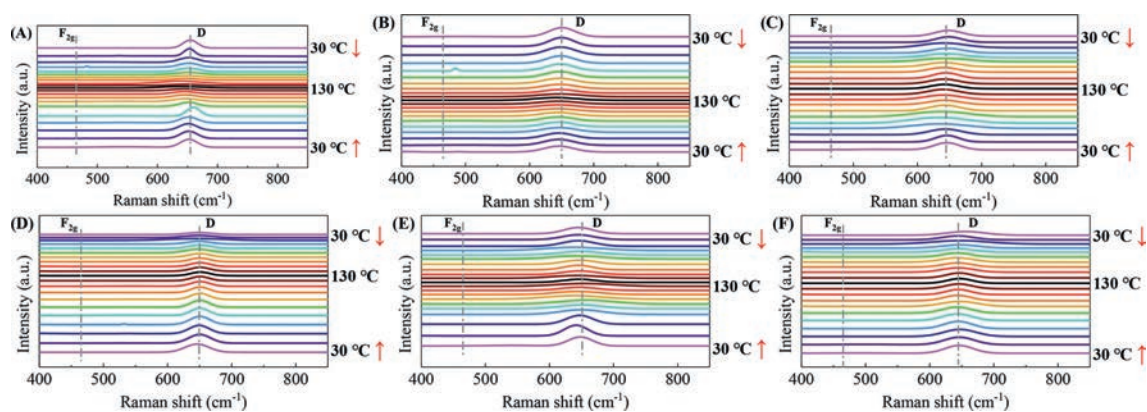 (A)
F2g
D
30 °C ↓
130 °C
30 °C ↑
Intensity (a.u.)
400 500 600 700 800
Raman shift (cm-1)
(B)
F2g
D
30 °C ↓
130 °C
30 °C ↑
Intensity (a.u.)
400 500 600 700 800
Raman shift (cm-1)
(C)
F2g
D
30 °C ↓
130 °C
30 °C ↑
Intensity (a.u.)
400 500 600 700 800
Raman shift (cm-1)
(D)
F2g
D
30 °C ↓
130 °C
30 °C ↑
Intensity (a.u.)
400 500 600 700 800
Raman shift (cm-1)
(E)
F2g
D
30 °C ↓
130 °C
30 °C ↑
Intensity (a.u.)
400 500 600 700 800
Raman shift (cm-1)
(F)
F2g
D
30 °C ↓
130 °C
30 °C ↑
Intensity (a.u.)
400 500 600 700 800
Raman shift (cm-1)